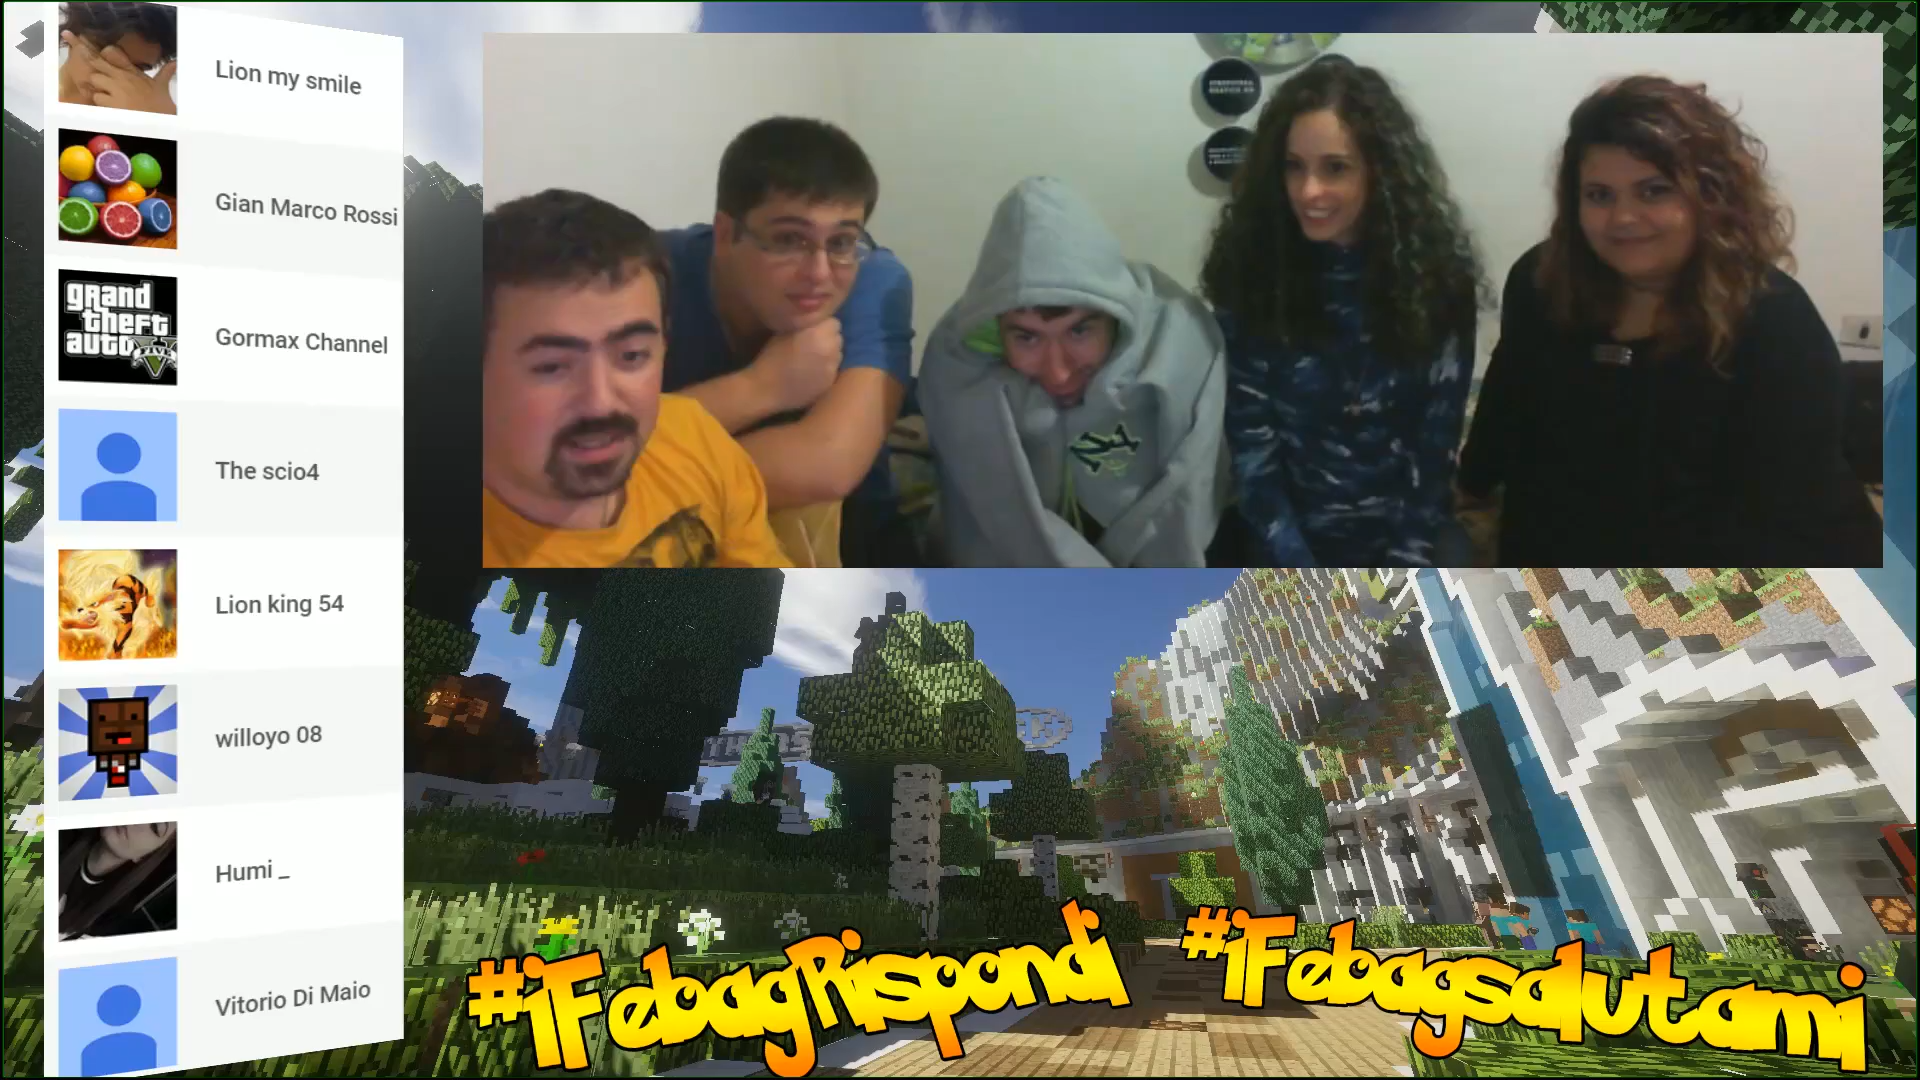 Lion my smile
Gian Marco Rossi
grand
theft
auto
FIVE
Gormax Channel
The scio4
Lion king 54
willoyo 08
Humi _
Vitorio Di Maio
#iFebagRispondi
#iFebagsalutami